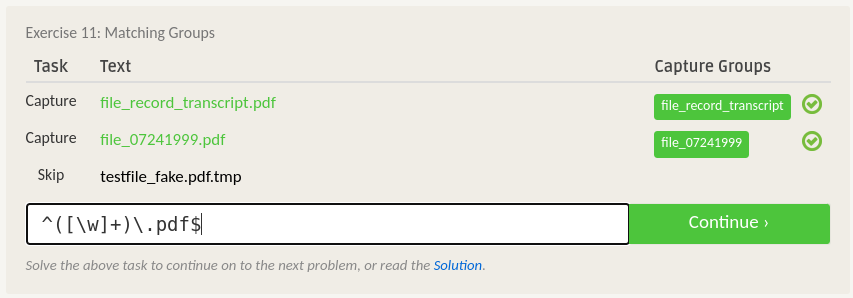 Exercise 11: Matching Groups
Task Text Capture Groups
Capture file_record_transcript.pdf file_record_transcript
Capture file_07241999.pdf file_07241999
Skip testfile_fake.pdf.tmp
^([\w]+)\.pdf$ Continue ›
Solve the above task to continue on to the next problem, or read the Solution.